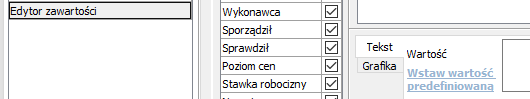 Edytor zawartości
Wykonawca
Sporządził
Sprawdził
Poziom cen
Stawka robocizny
Tekst
Grafika
Wartość
Wstaw wartość
predefiniowaną